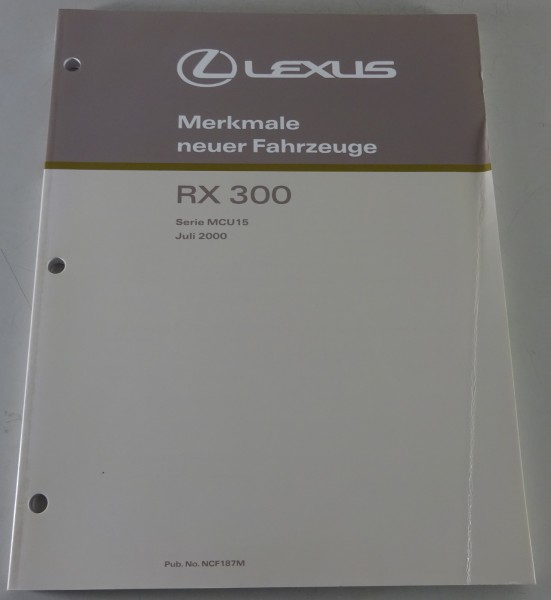 LEXUS
Merkmale
neuer Fahrzeuge
RX 300
Serie MCU15
Juli 2000
Pub. No. NCF187M